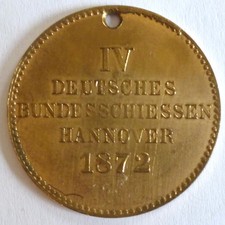 IV
DEUTSCHES
BUNDESSCHIESSEN
HANNOVER
1872